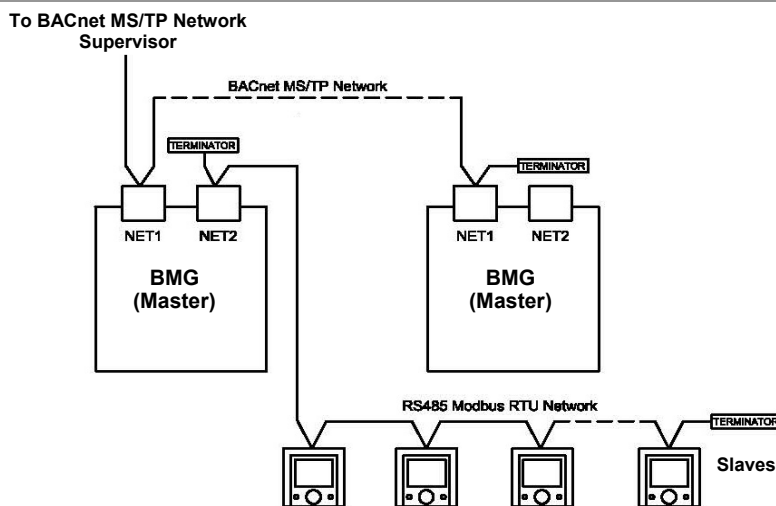 To BACnet MS/TP Network
Supervisor
BACnet MS/TP Network
TERMINATOR
TERMINATOR
NET1
NET2
NET1
NET2
BMG
(Master)
BMG
(Master)
RS485 Modbus RTU Network
TERMINATOR
Slaves